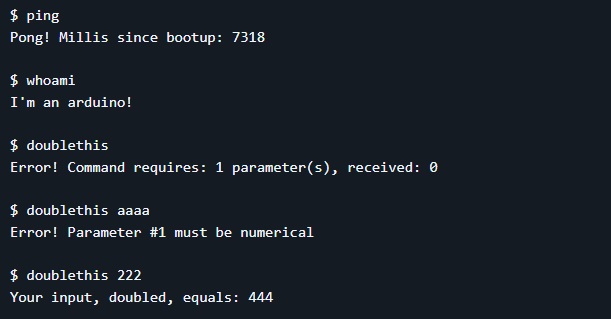 $ ping
Pong! Millis since bootup: 7318
$ whoami
I'm an arduino!
$ doublethis
Error! Command requires: 1 parameter(s), received: 0
$ doublethis aaaa
Error! Parameter #1 must be numerical
$ doublethis 222
Your input, doubled, equals: 444